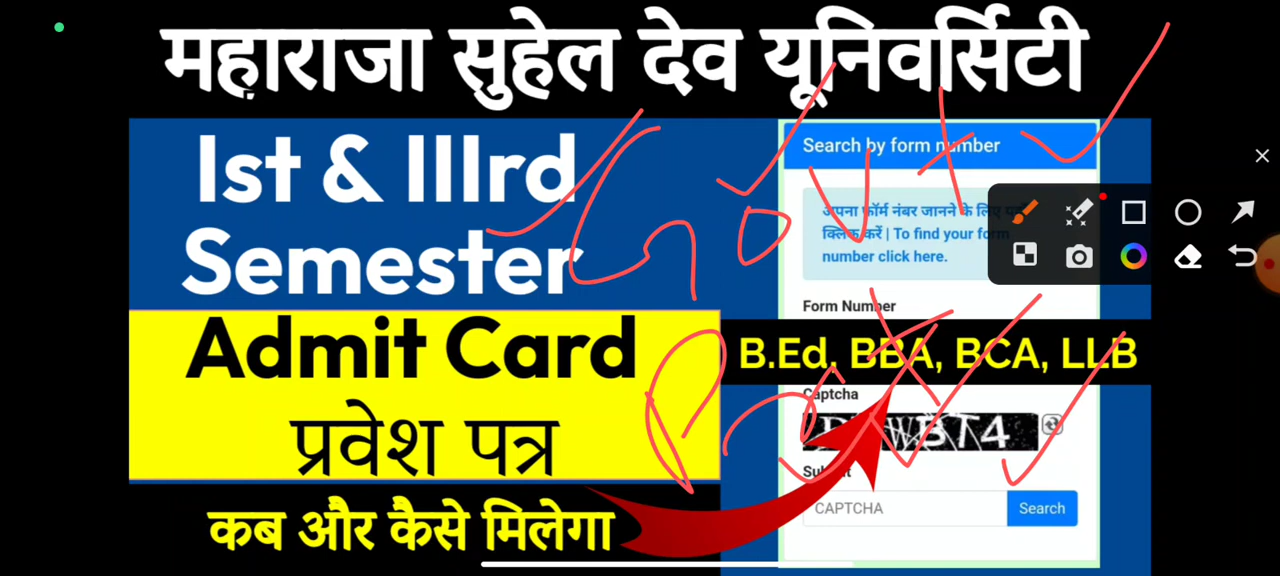 महाराजा सुहेल देव यूनिवर्सिटी
Ist & IIIrd
Semester
Admit Card
प्रवेश पत्र
कब और कैसे मिलेगा
Search by form number
अपना फॉर्म नंबर जानने के लिए
क्लिक करें | To find your form
number click here.
Form Number
B.Ed, BBA, BCA, LLB
Captcha
CAPTCHA
Search
Govt